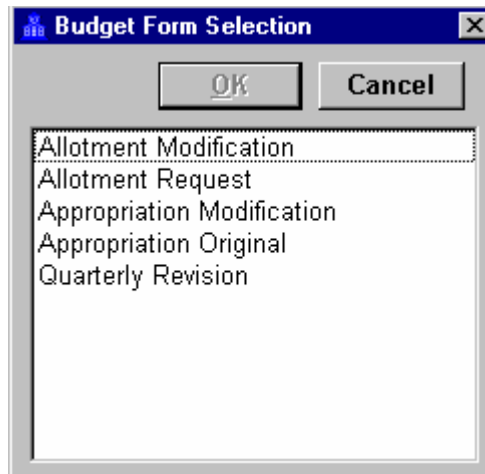 Budget Form Selection
OK Cancel
Allotment Modification
Allotment Request
Appropriation Modification
Appropriation Original
Quarterly Revision